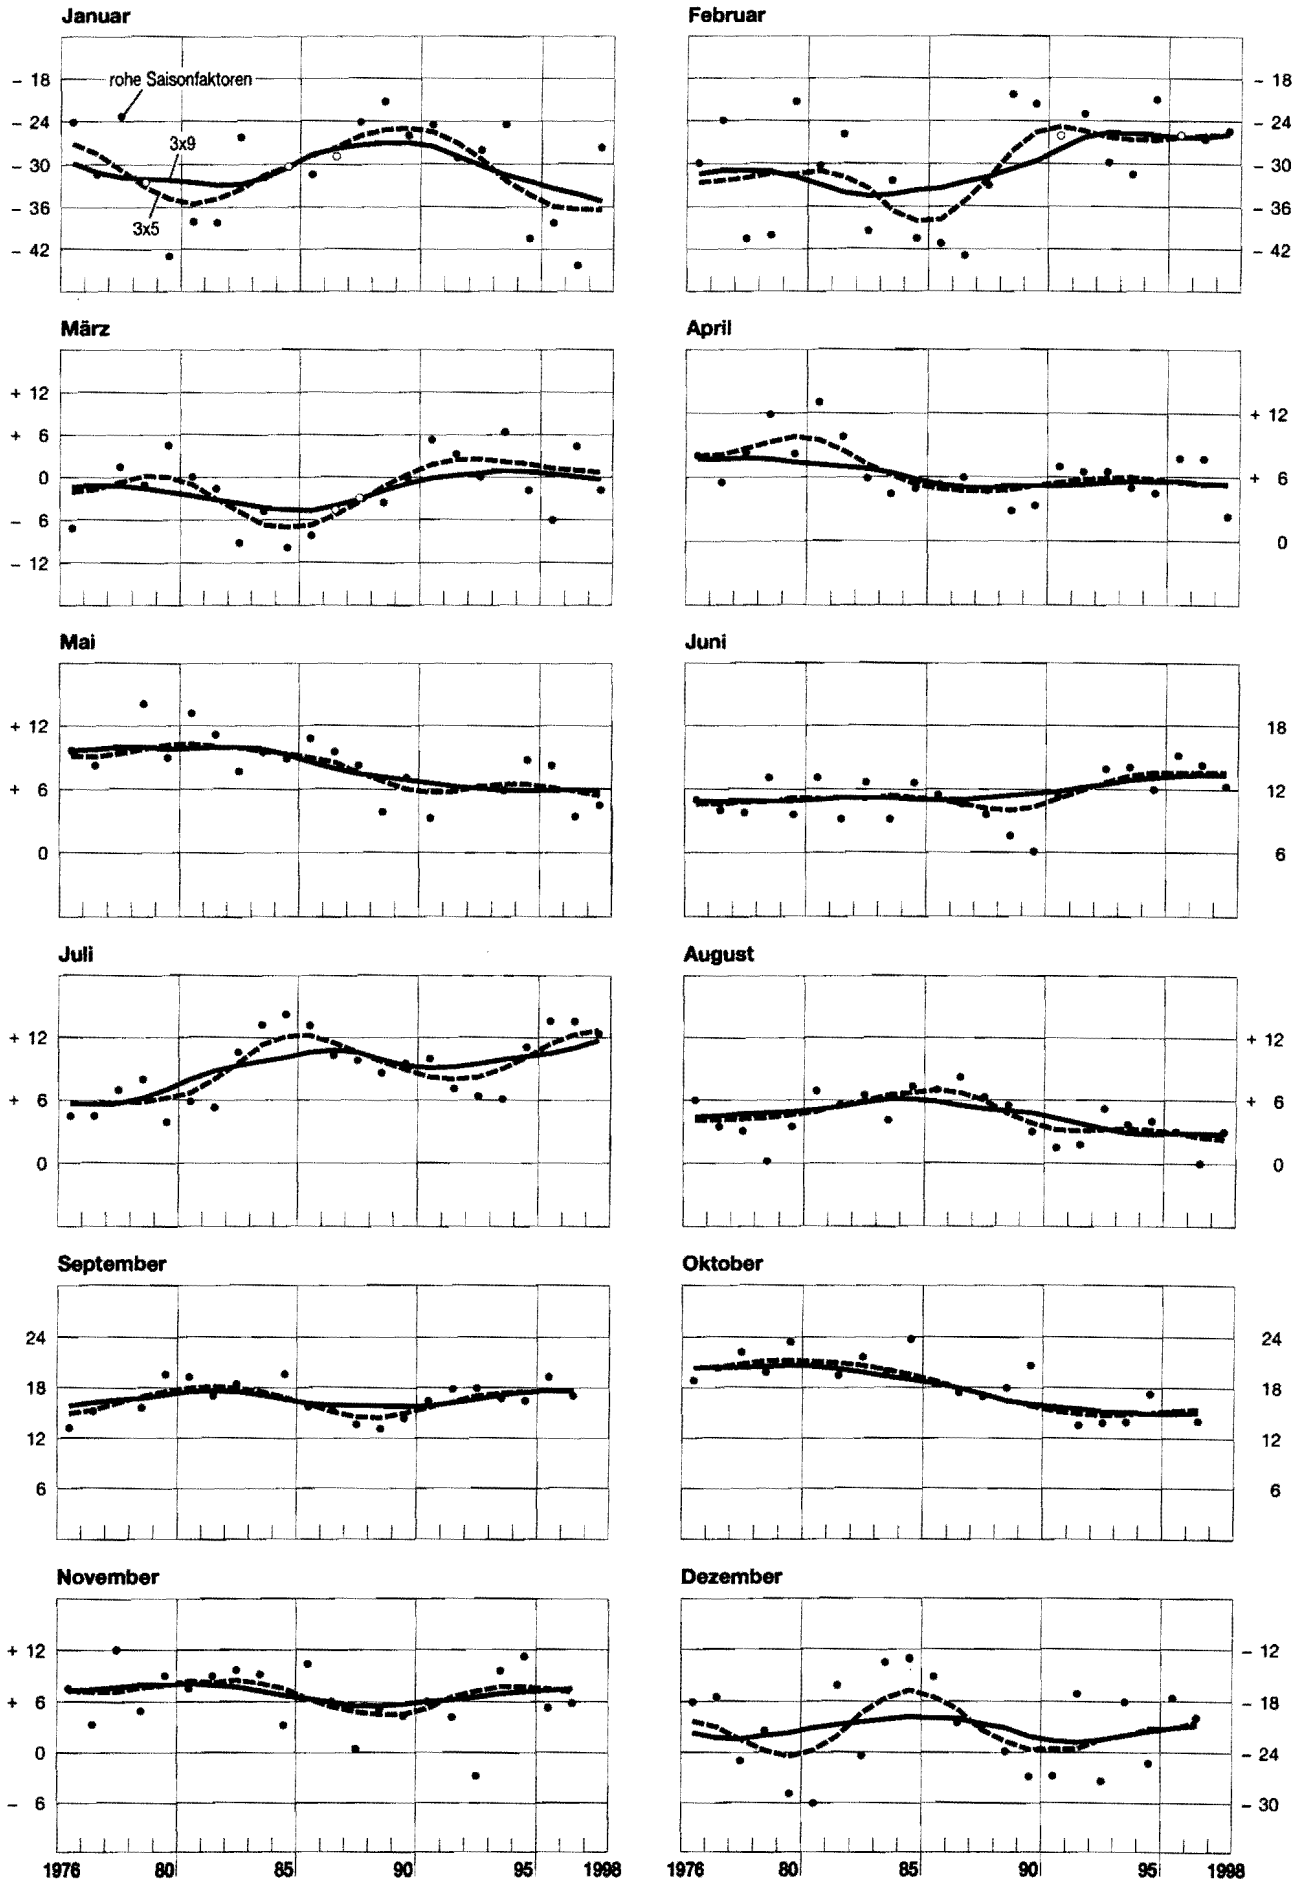 Januar
Februar
− 18
rohe Saisonfaktoren
− 18
− 24
− 24
3x9
− 30
− 30
− 36
3x5
− 36
− 42
− 42
März
April
+ 12
+ 12
+ 6
+ 6
0
− 6
0
− 12
Mai
Juni
+ 12
18
+ 6
12
0
6
Juli
August
+ 12
+ 12
+ 6
+ 6
0
0
September
Oktober
24
24
18
18
12
12
6
6
November
Dezember
+ 12
− 12
+ 6
− 18
0
− 24
− 6
− 30
1976 80 85 90 95 1998
1976 80 85 90 95 1998